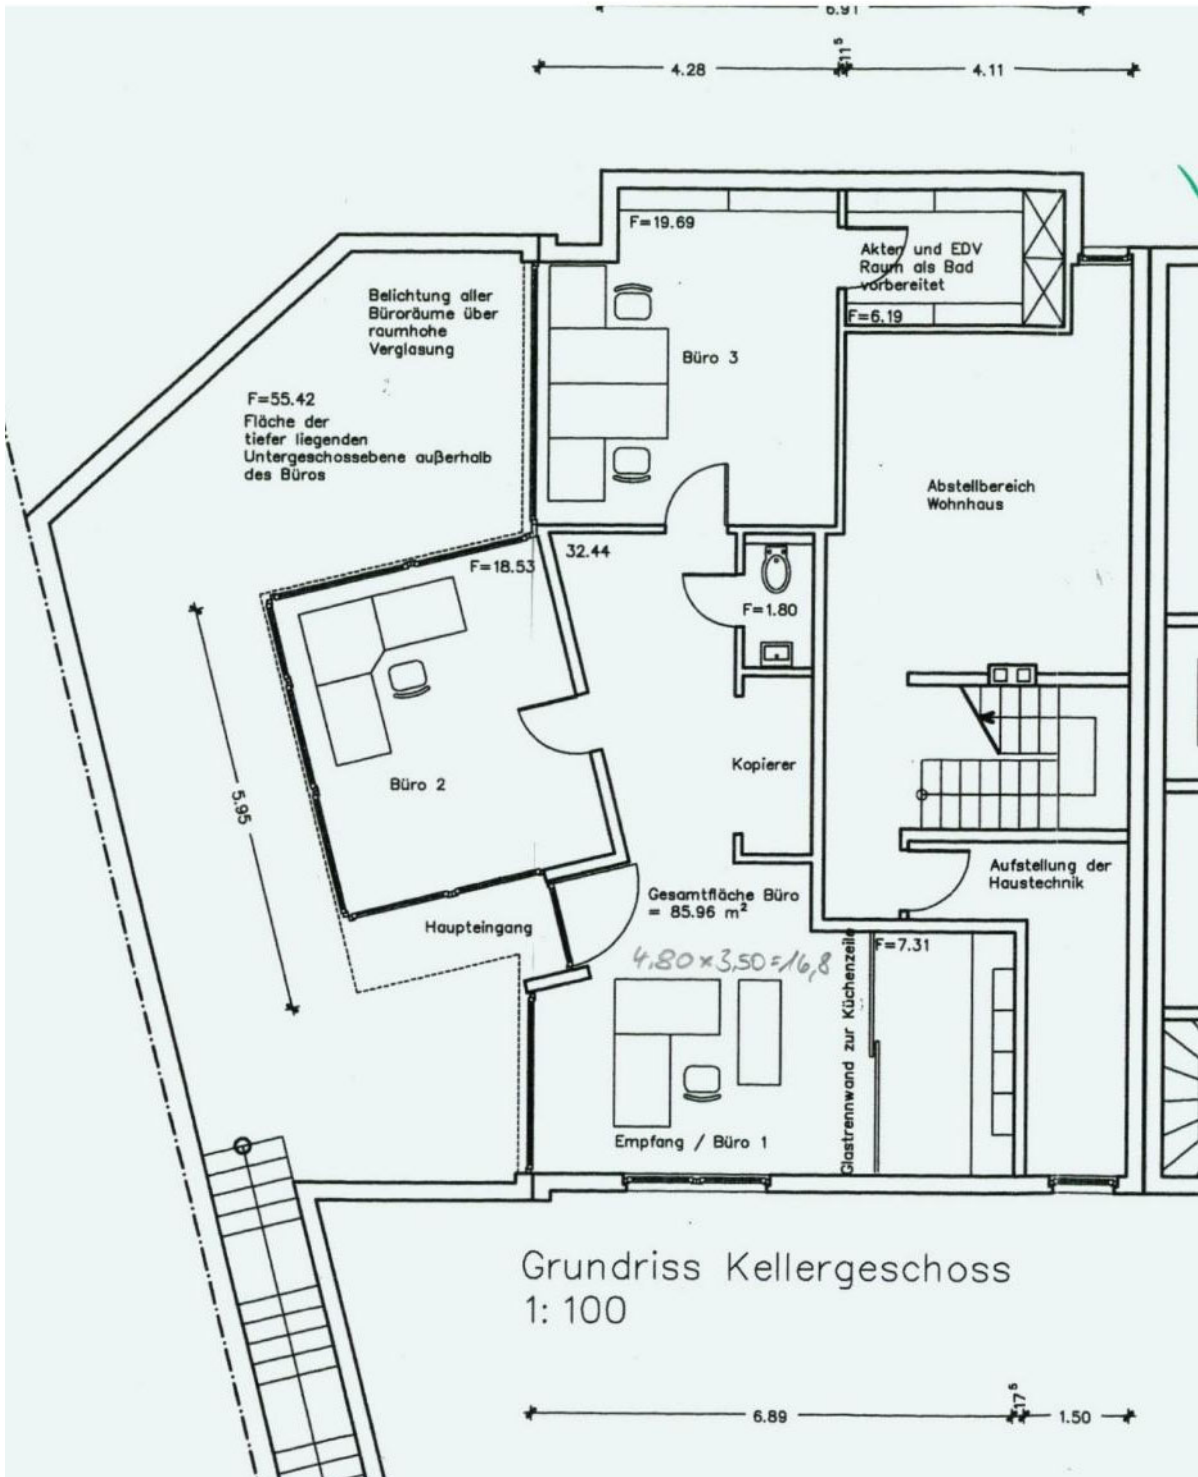 6.91
4.28
11⁵
4.11
F=19.69
Akten und EDV
Raum als Bad
vorbereitet
F=6.19
Belichtung aller
Büroräume über
raumhohe
Verglasung
Büro 3
F=55.42
Fläche der
tiefer liegenden
Untergeschossebene außerhalb
des Büros
Abstellbereich
Wohnhaus
32.44
F=18.53
F=1.80
Kopierer
Büro 2
5.95
Aufstellung der
Haustechnik
Gesamtfläche Büro
= 85.96 m²
Haupteingang
F=7.31
4,80 x 3,50 = 16,8
Glastrennwand zur Küchenzeile
Empfang / Büro 1
Grundriss Kellergeschoss
1: 100
6.89
17⁵
1.50